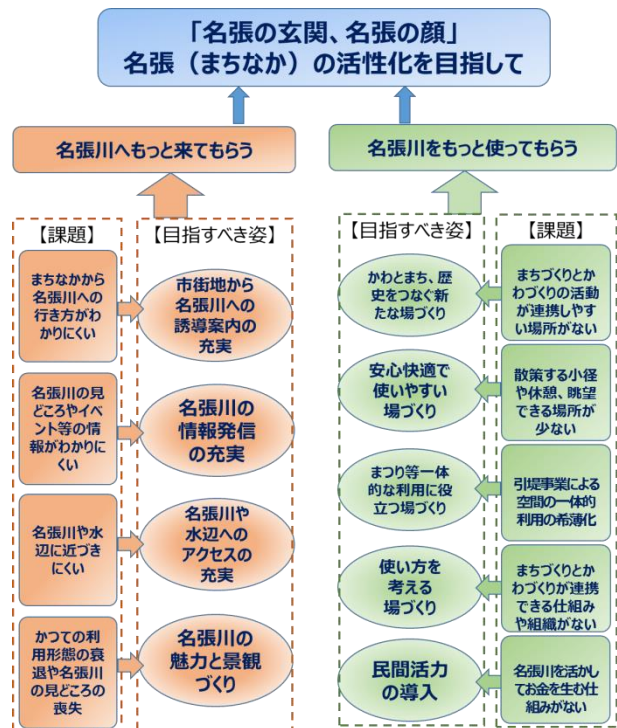 「名張の玄関、名張の顔」
名張（まちなか）の活性化を目指して
名張川へもっと来てもらう
【課題】
【目指すべき姿】
まちなかから
名張川への
行き方がわ
かりにくい
市街地から
名張川への
誘導案内の
充実
名張川の見
どころやイベ
ント等の情
報がわかりに
くい
名張川の
情報発信
の充実
名張川や水
辺に近づき
にくい
名張川や
水辺への
アクセスの
充実
かつての利
用形態の衰
退や名張川
の見どころの
喪失
名張川の
魅力と景観
づくり
名張川をもっと使ってもらう
【目指すべき姿】
【課題】
かわとまち、歴
史をつなぐ新
たな場づくり
まちづくりとか
わづくりの活動
が連携しやす
い場所がない
安心快適で
使いやすい
場づくり
散策する小径
や休憩、眺望
できる場所が
少ない
まつり等一体
的な利用に役
立つ場づくり
引堤事業による
空間の一体的
利用の希薄化
使い方を
考える
場づくり
まちづくりとか
わづくりが連携
できる仕組み
や組織がない
民間活力
の導入
名張川を活かし
てお金を生む仕
組みがない